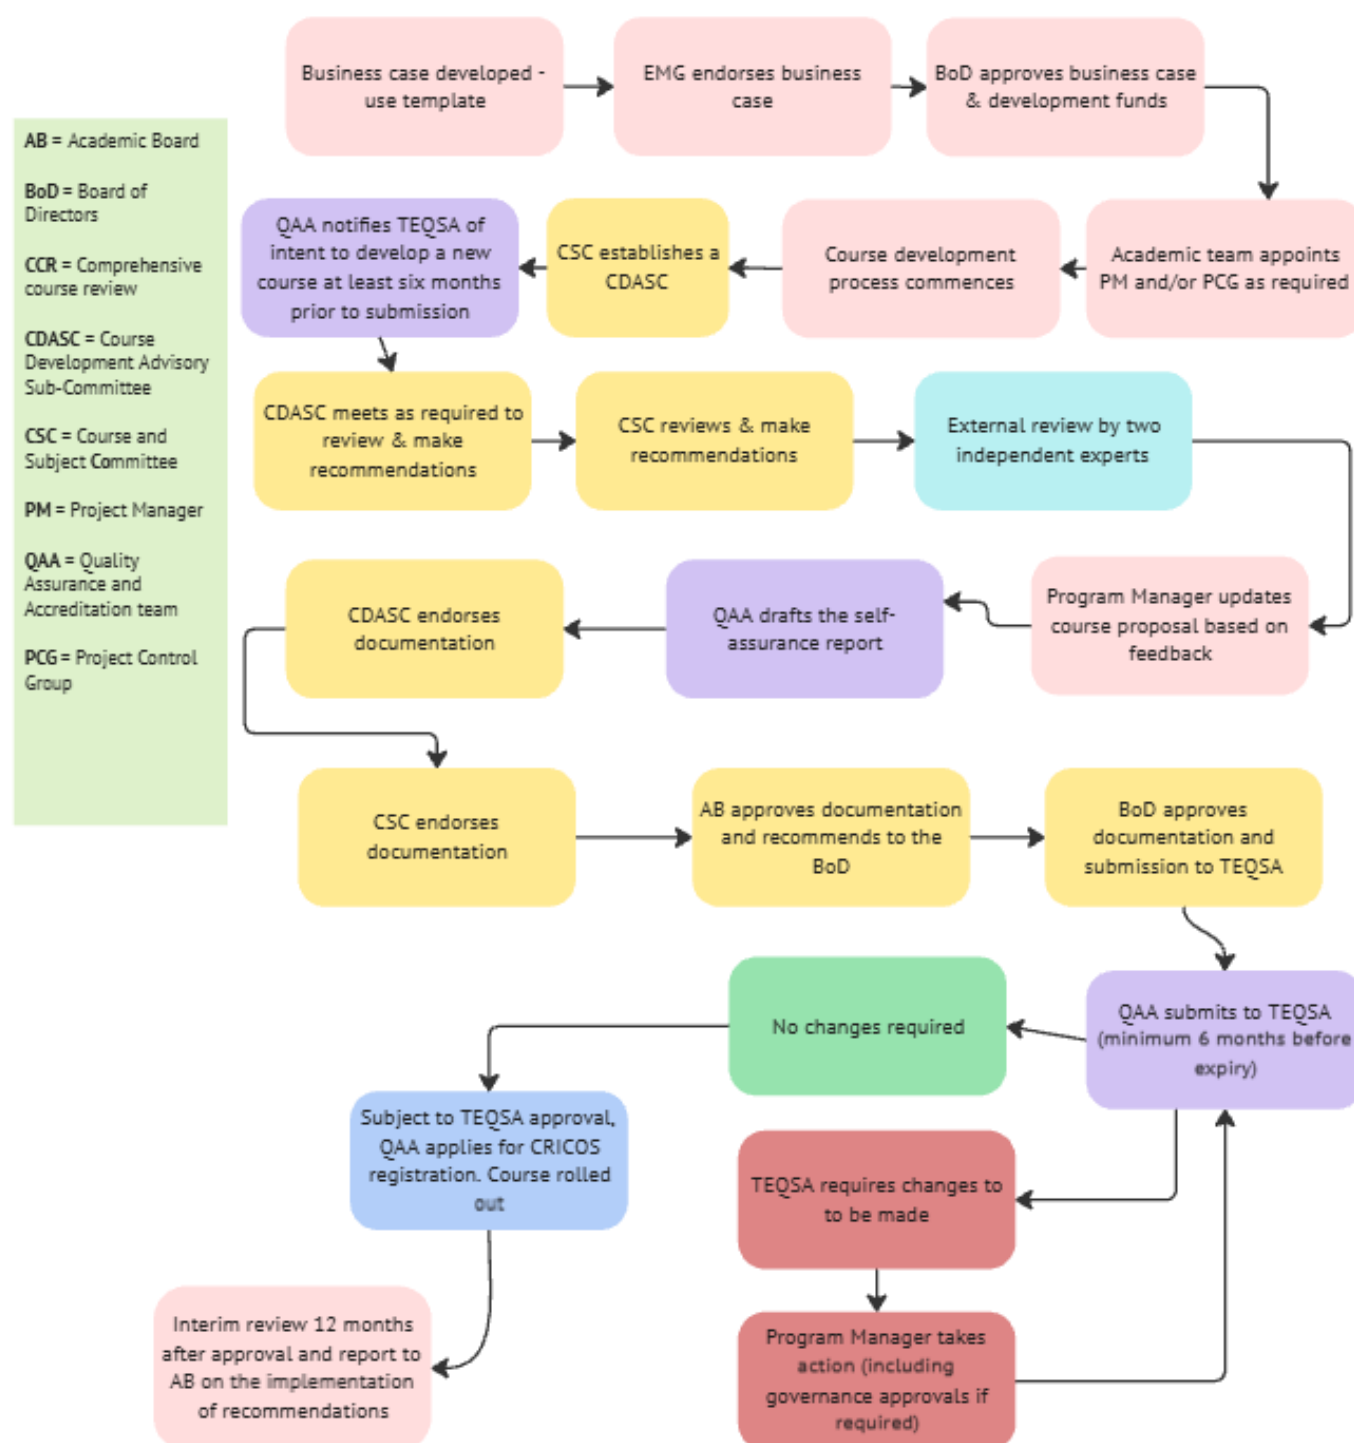 Business case developed -
use template
EMG endorses business
case
BoD approves business case
& development funds
AB = Academic Board
BoD = Board of
Directors
CCR = Comprehensive
course review
CDASC = Course
Development Advisory
Sub-Committee
CSC = Course and
Subject Committee
PM = Project Manager
QAA = Quality
Assurance and
Accreditation team
PCG = Project Control
Group
Academic team appoints
PM and/or PCG as required
Course development
process commences
CSC establishes a
CDASC
QAA notifies TEQSA of
intent to develop a new
course at least six months
prior to submission
CDASC meets as required to
review & make
recommendations
CSC reviews & make
recommendations
External review by two
independent experts
Program Manager updates
course proposal based on
feedback
QAA drafts the self-
assurance report
CDASC endorses
documentation
CSC endorses
documentation
AB approves documentation
and recommends to the
BoD
BoD approves
documentation and
submission to TEQSA
QAA submits to TEQSA
(minimum 6 months before
expiry)
No changes required
Subject to TEQSA approval,
QAA applies for CRICOS
registration. Course rolled
out
TEQSA requires changes to
to be made
Program Manager takes
action (including
governance approvals if
required)
Interim review 12 months
after approval and report to
AB on the implementation
of recommendations